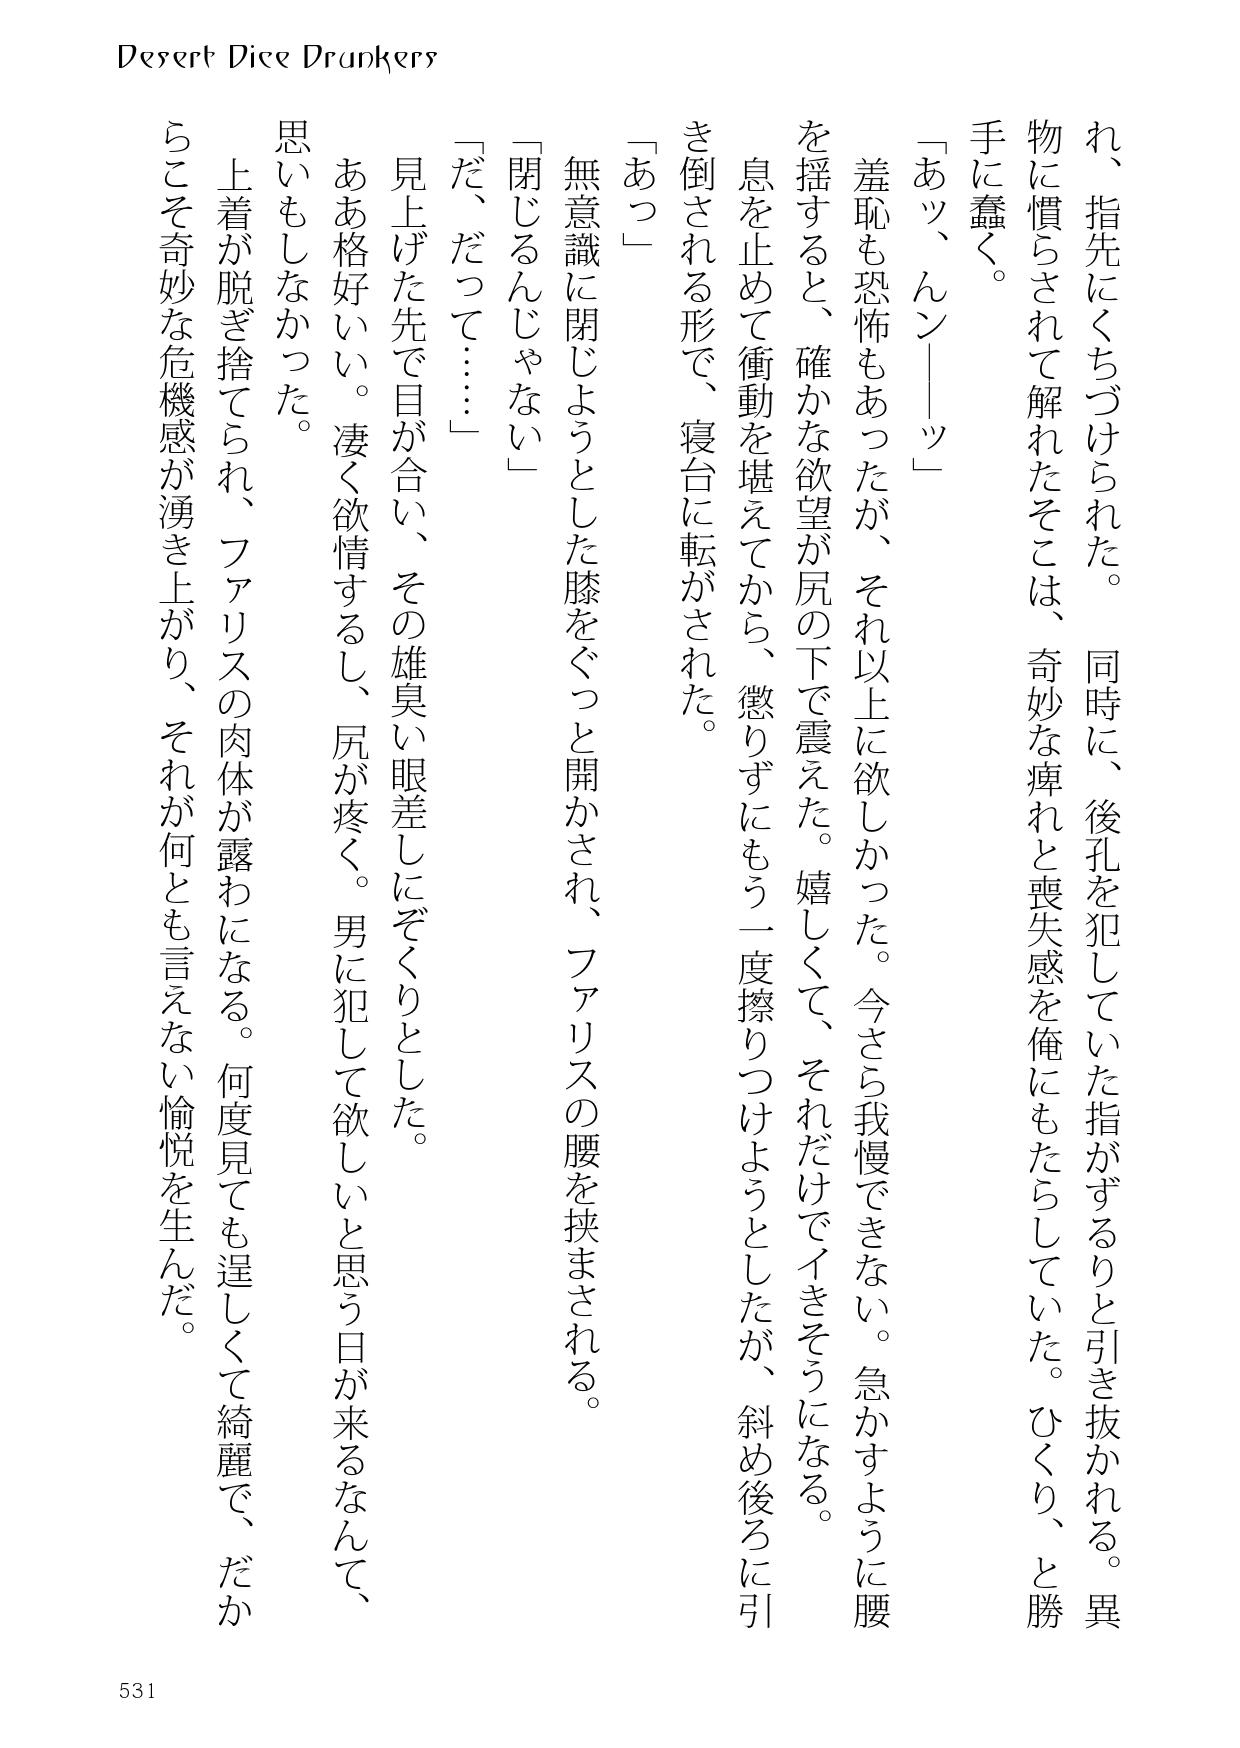 Desert Dice Drunkers
れ、指先にくちづけられた。　同時に、後孔を犯していた指がずるりと引き抜かれる。異
物に慣らされて解れたそこは、奇妙な痺れと喪失感を俺にもたらしていた。ひくり、と勝
手に蠢く。
「あッ、んン――ッ」
　羞恥も恐怖もあったが、それ以上に欲しかった。今さら我慢できない。急かすように腰
を揺すると、確かな欲望が尻の下で震えた。嬉しくて、それだけでイきそうになる。
　息を止めて衝動を堪えてから、懲りずにもう一度擦りつけようとしたが、斜め後ろに引
き倒される形で、寝台に転がされた。
「あっ」
　無意識に閉じようとした膝をぐっと開かされ、ファリスの腰を挟まされる。
「閉じるんじゃない」
「だ、だって……」
　見上げた先で目が合い、その雄臭い眼差しにぞくりとした。
　ああ格好いい。凄く欲情するし、尻が疼く。男に犯して欲しいと思う日が来るなんて、
思いもしなかった。
　上着が脱ぎ捨てられ、ファリスの肉体が露わになる。何度見ても逞しくて綺麗で、だか
らこそ奇妙な危機感が湧き上がり、それが何とも言えない愉悦を生んだ。
531